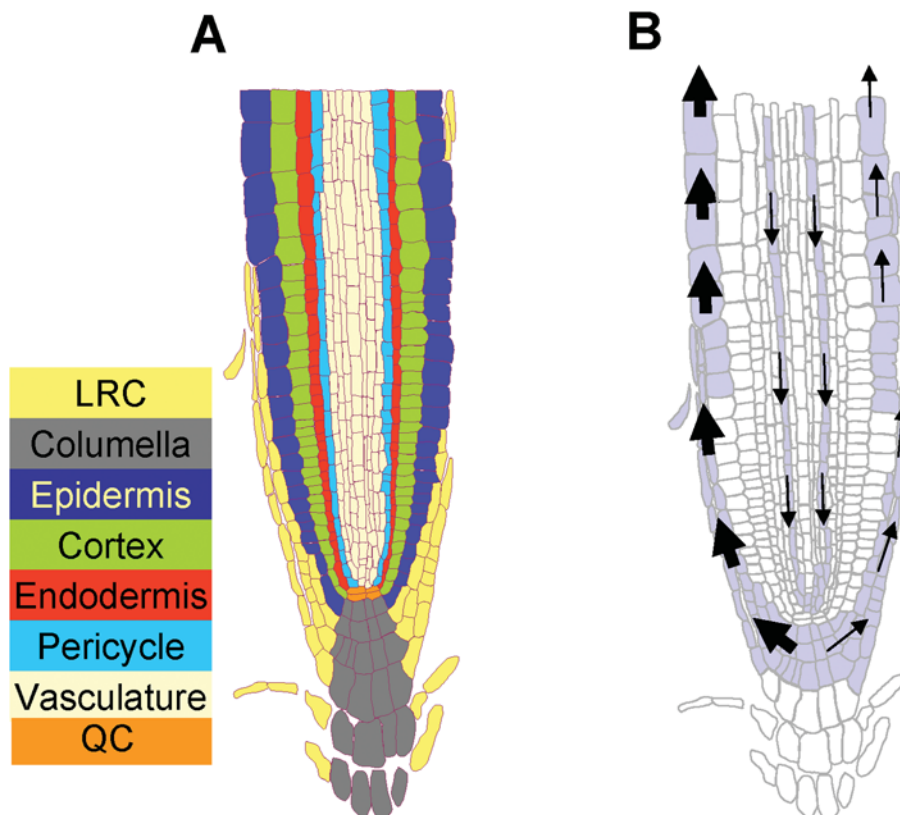 A
B
LRC
Columella
Epidermis
Cortex
Endodermis
Pericycle
Vasculature
QC